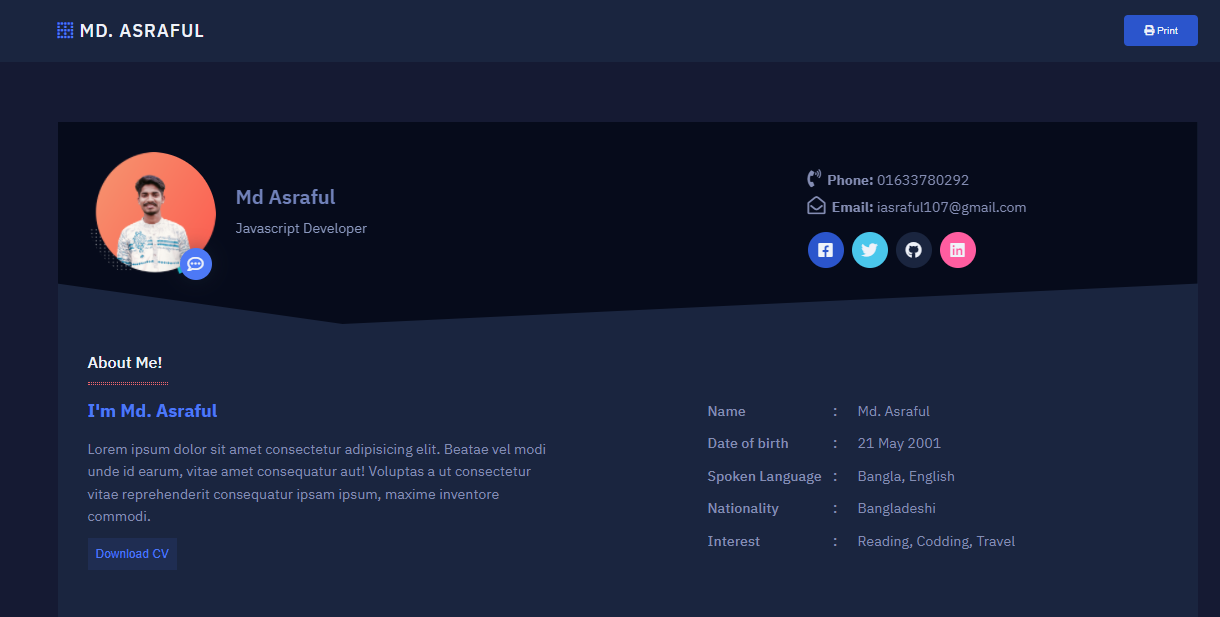 MD. ASRAFUL
Print
Md Asraful
Javascript Developer
Phone: 01633780292
Email: iasraful107@gmail.com
About Me!
I'm Md. Asraful
Lorem ipsum dolor sit amet consectetur adipisicing elit. Beatae vel modi
unde id earum, vitae amet consequatur aut! Voluptas a ut consectetur
vitae reprehenderit consequatur ipsam ipsum, maxime inventore
commodi.
Download CV
Name : Md. Asraful
Date of birth : 21 May 2001
Spoken Language : Bangla, English
Nationality : Bangladeshi
Interest : Reading, Codding, Travel